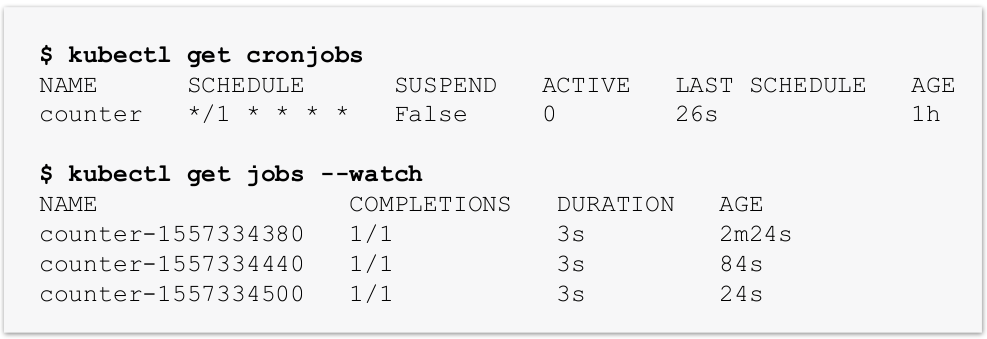 $ kubectl get cronjobs
NAME SCHEDULE SUSPEND ACTIVE LAST SCHEDULE AGE
counter */1 * * * * False 0 26s 1h
$ kubectl get jobs --watch
NAME COMPLETIONS DURATION AGE
counter-1557334380 1/1 3s 2m24s
counter-1557334440 1/1 3s 84s
counter-1557334500 1/1 3s 24s